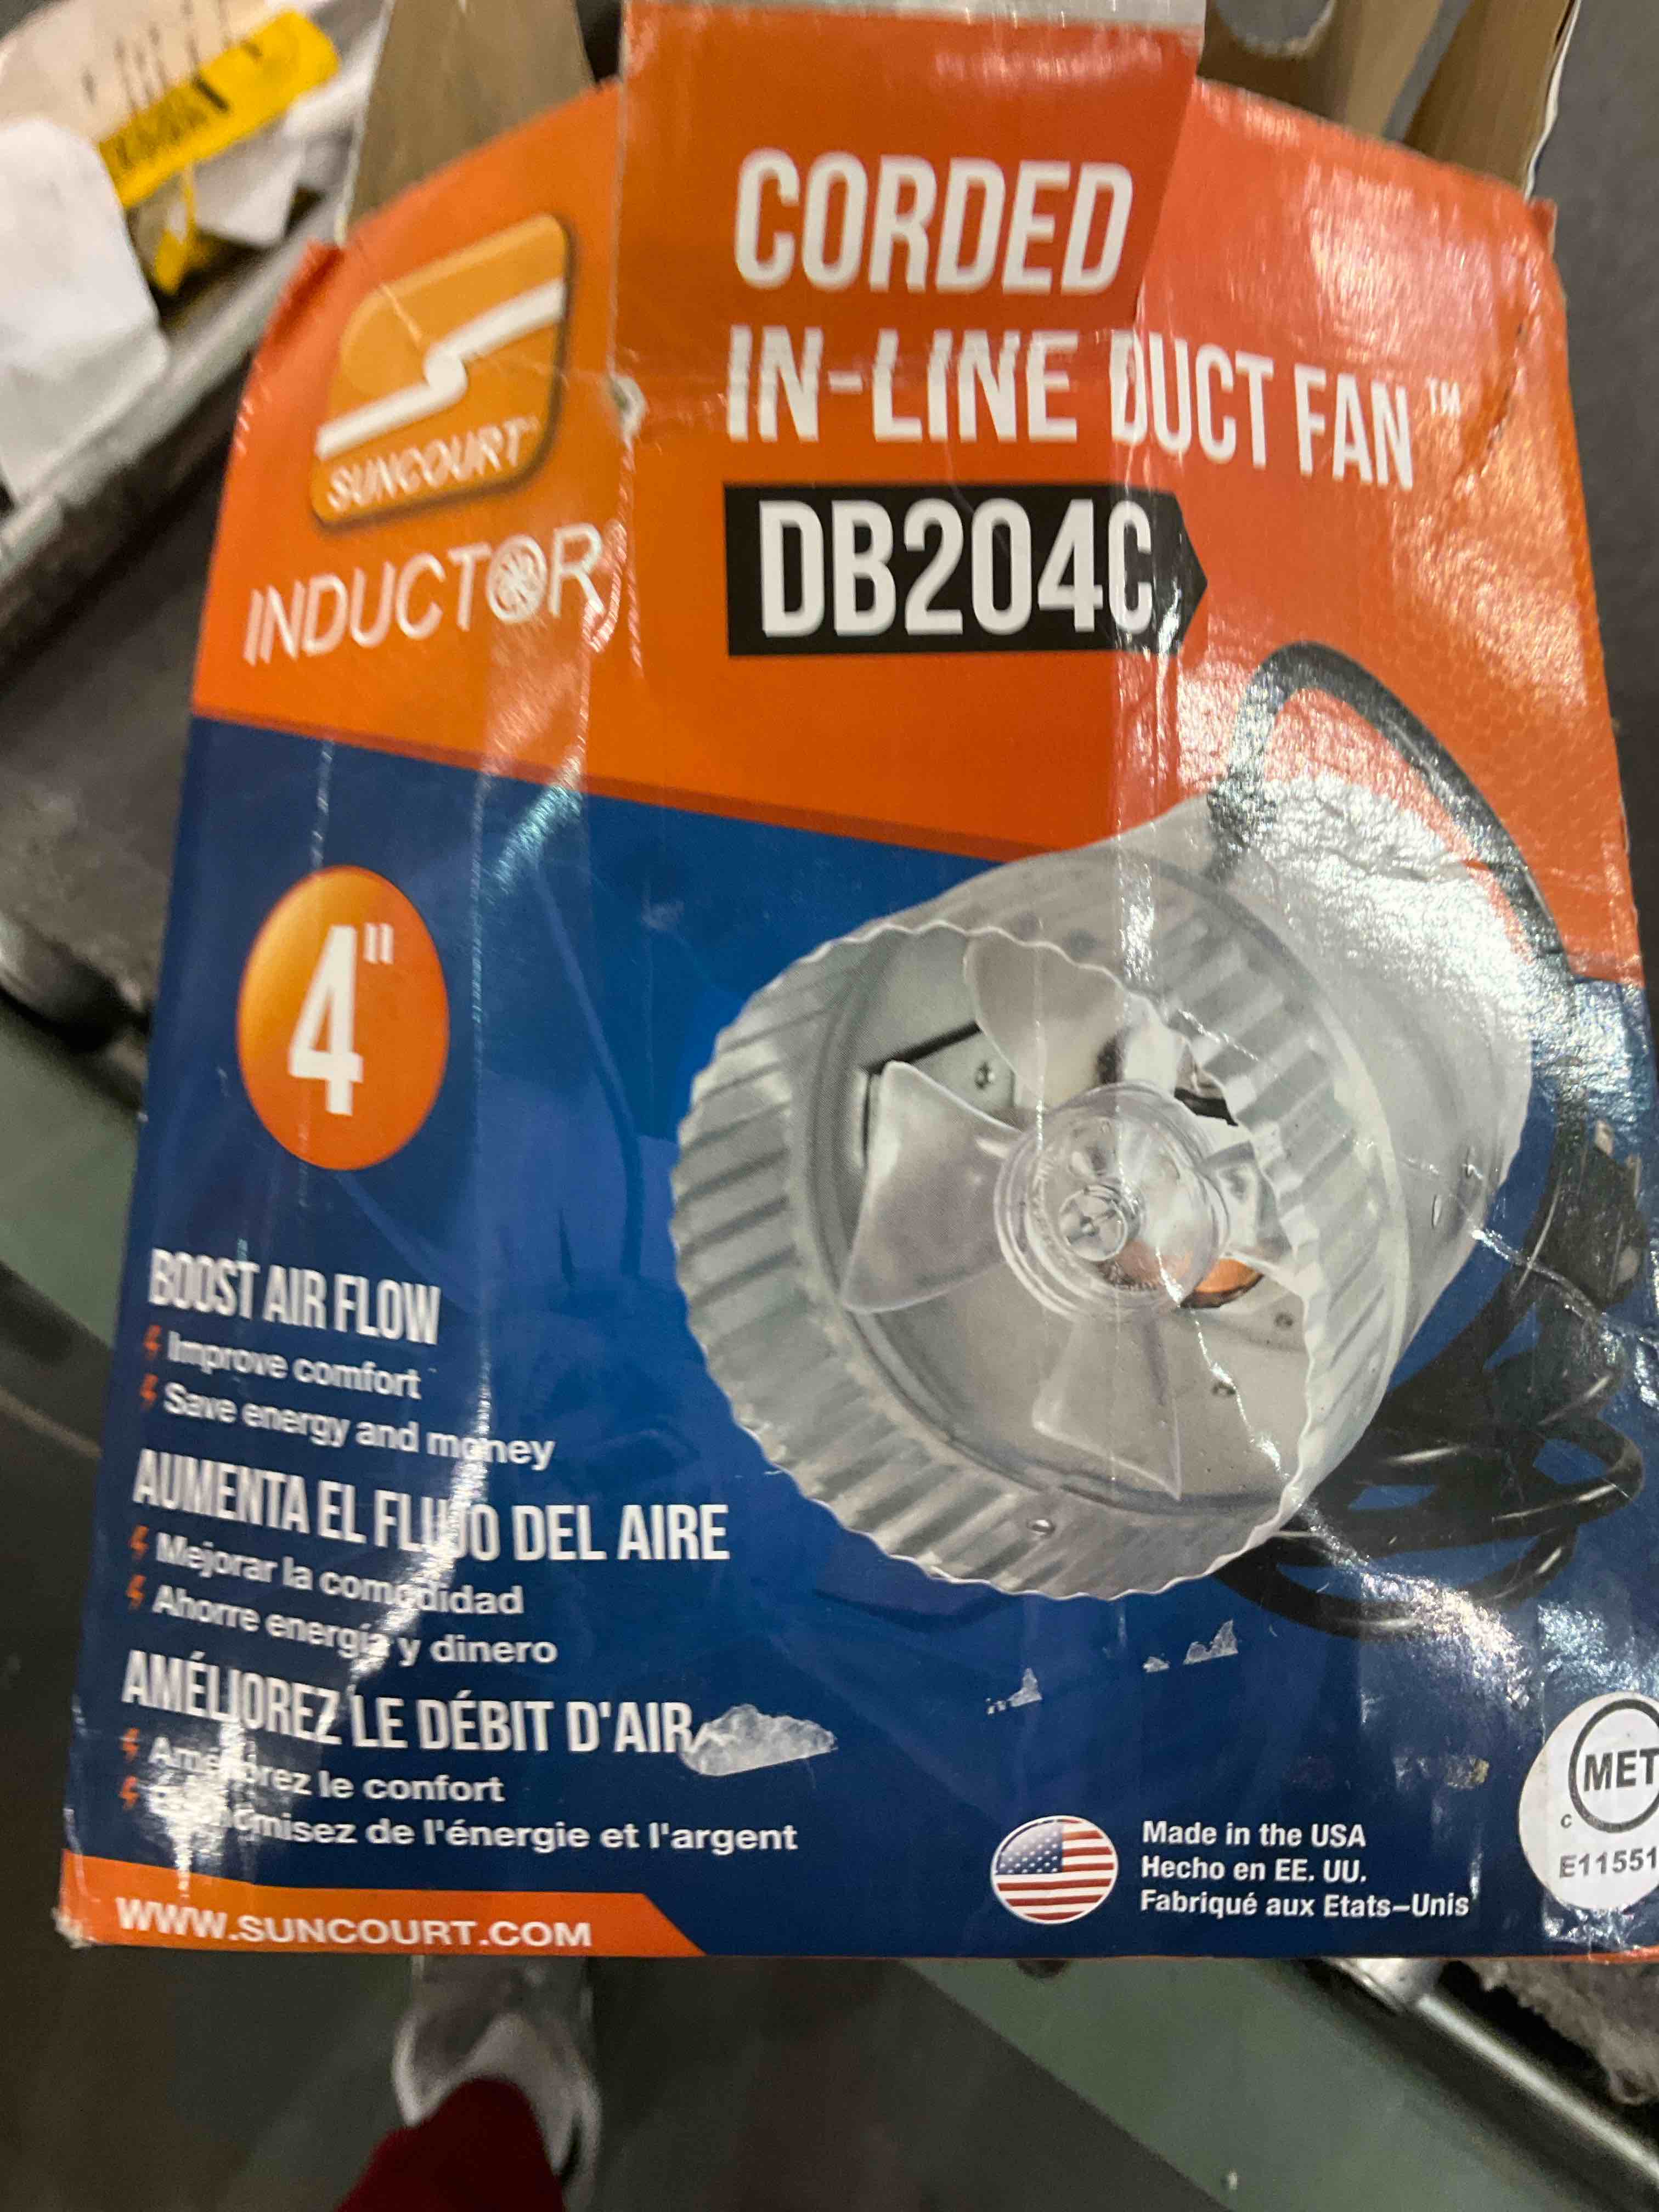 CORDED
IN-LINE DUCT FAN™
SUNCOURT
INDUCTOR
DB204C
4"
BOOST AIR FLOW
Improve comfort
Save energy and money
AUMENTA EL FLUJO DEL AIRE
Mejorar la comodidad
Ahorre energía y dinero
AMÉLIOREZ LE DÉBIT D'AIR
Améliorez le confort
de l'énergie et l'argent
Made in the USA
Hecho en EE. UU.
Fabriqué aux Etats-Unis
MET
C
E11551
WWW.SUNCOURT.COM